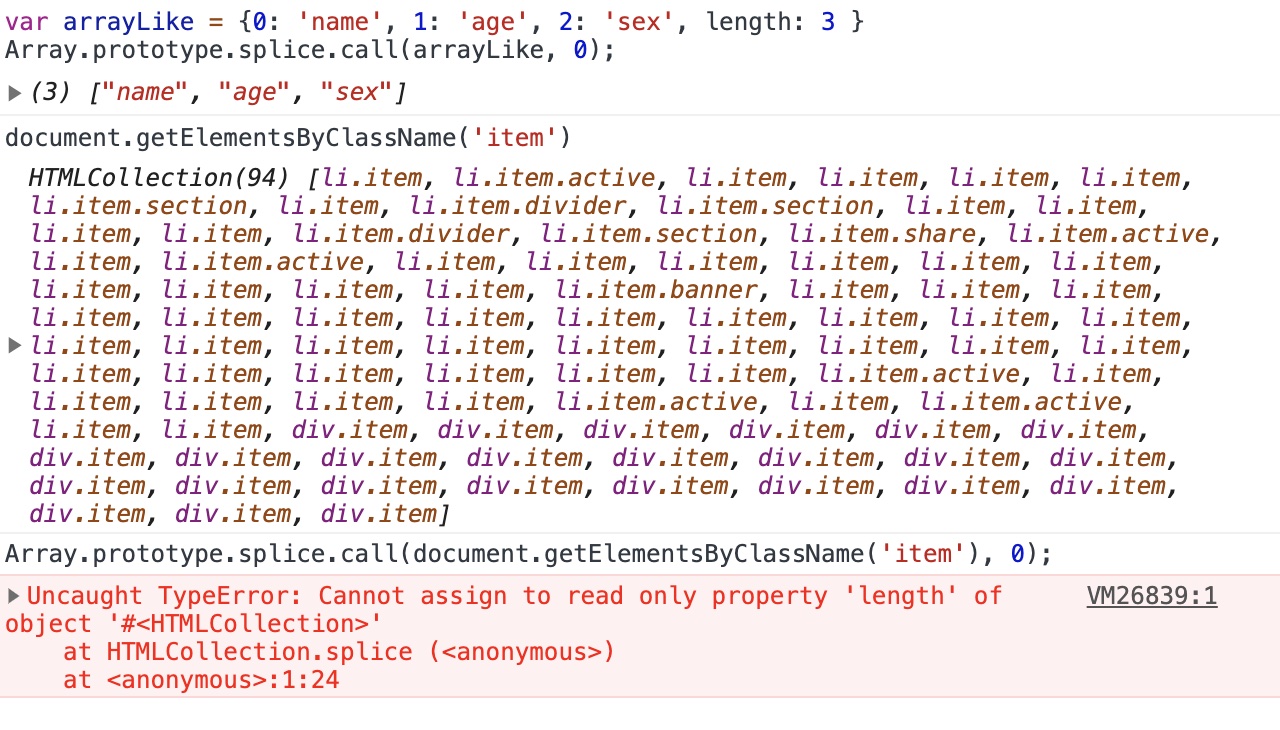 var arrayLike = {0: 'name', 1: 'age', 2: 'sex', length: 3 }
Array.prototype.splice.call(arrayLike, 0);
(3) ["name", "age", "sex"]
document.getElementsByClassName('item')
HTMLCollection(94) [li.item, li.item.active, li.item, li.item, li.item, li.item,
li.item.section, li.item, li.item.divider, li.item.section, li.item, li.item,
li.item, li.item, li.item.divider, li.item.section, li.item.share, li.item.active,
li.item, li.item.active, li.item, li.item, li.item, li.item, li.item, li.item,
li.item, li.item, li.item, li.item, li.item.banner, li.item, li.item, li.item,
li.item, li.item, li.item, li.item, li.item, li.item, li.item, li.item, li.item,
li.item, li.item, li.item, li.item, li.item, li.item, li.item, li.item, li.item,
li.item, li.item, li.item, li.item, li.item, li.item, li.item.active, li.item,
li.item, li.item, li.item, li.item, li.item.active, li.item, li.item.active,
li.item, li.item, div.item, div.item, div.item, div.item, div.item, div.item,
div.item, div.item, div.item, div.item, div.item, div.item, div.item, div.item,
div.item, div.item, div.item, div.item, div.item, div.item, div.item, div.item,
div.item, div.item, div.item]
Array.prototype.splice.call(document.getElementsByClassName('item'), 0);
Uncaught TypeError: Cannot assign to read only property 'length' of VM26839:1
object '#<HTMLCollection>'
at HTMLCollection.splice (<anonymous>)
at <anonymous>:1:24